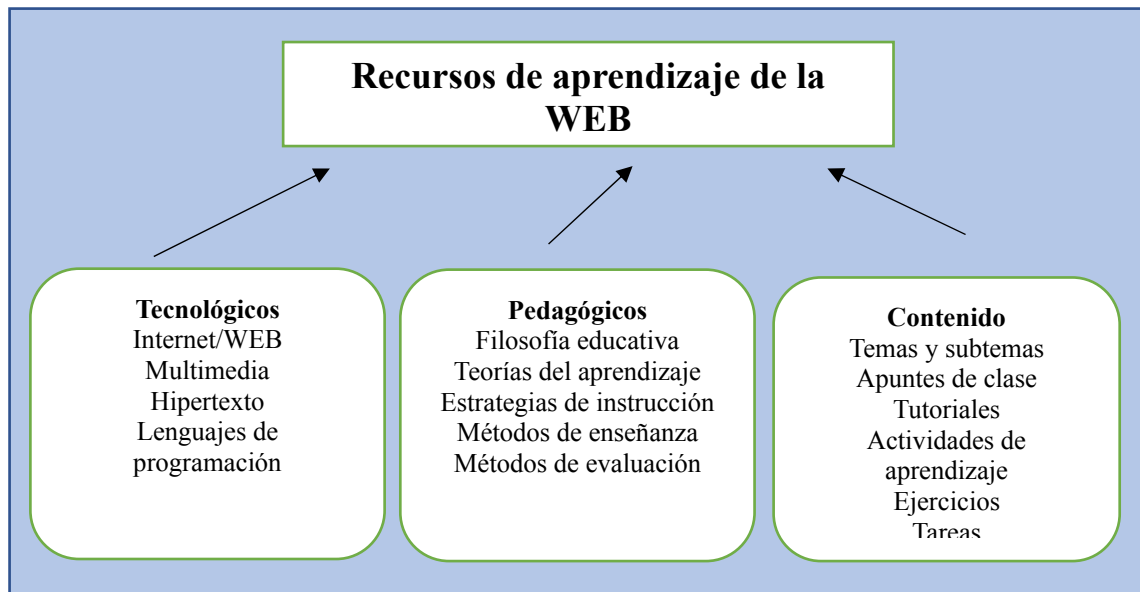 Recursos de aprendizaje de la
WEB
Tecnológicos
Internet/WEB
Multimedia
Hipertexto
Lenguajes de
programación
Pedagógicos
Filosofía educativa
Teorías del aprendizaje
Estrategias de instrucción
Métodos de enseñanza
Métodos de evaluación
Contenido
Temas y subtemas
Apuntes de clase
Tutoriales
Actividades de
aprendizaje
Ejercicios
Tareas